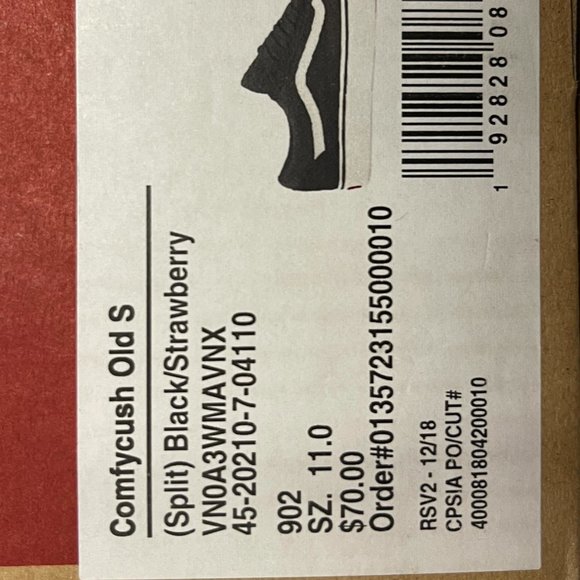 Comfycush Old S
(Split) Black/Strawberry
VN0A3WMAVNX
45-20210-7-04110
902
SZ. 11.0
$70.00
Order#0135723155000010
RSV2 - 12/18
CPSIA PO/CUT#
400081804200010
1 92828 08